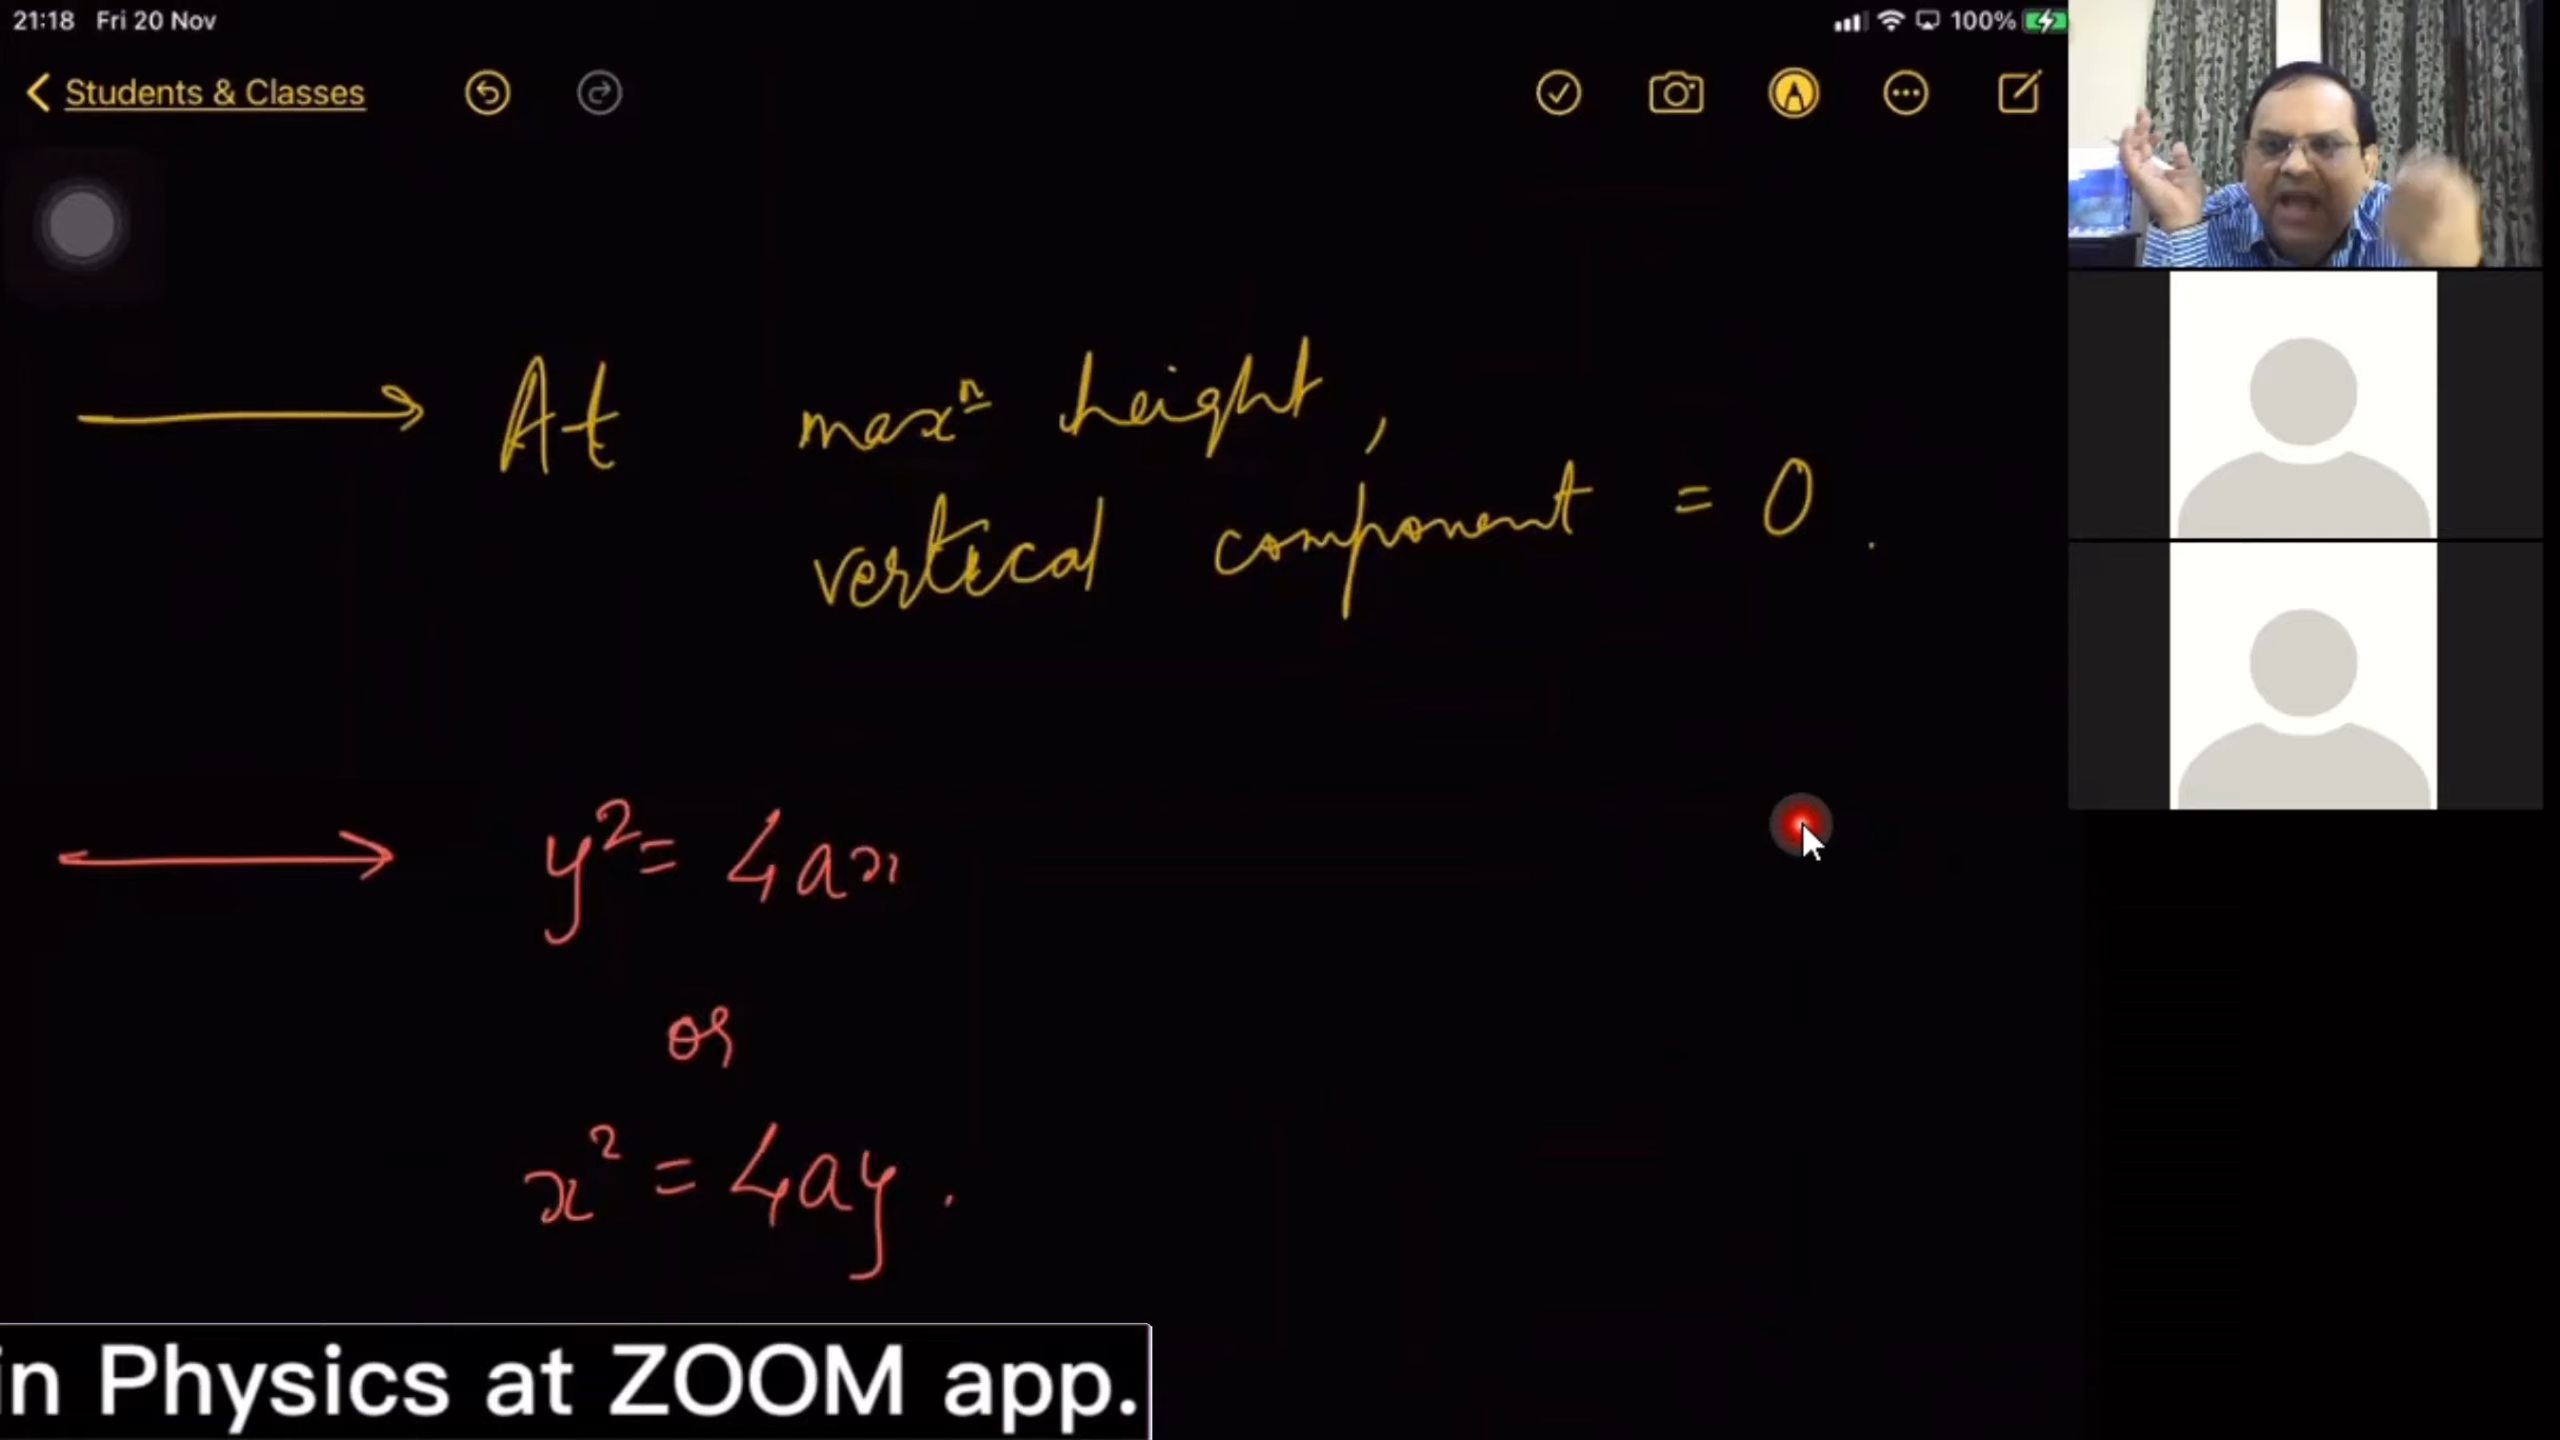 21:18 Fri 20 Nov
100%
Students & Classes
At maxⁿ height,
vertical component = 0.
y² = 4ax
or
x² = 4ay.
in Physics at ZOOM app.